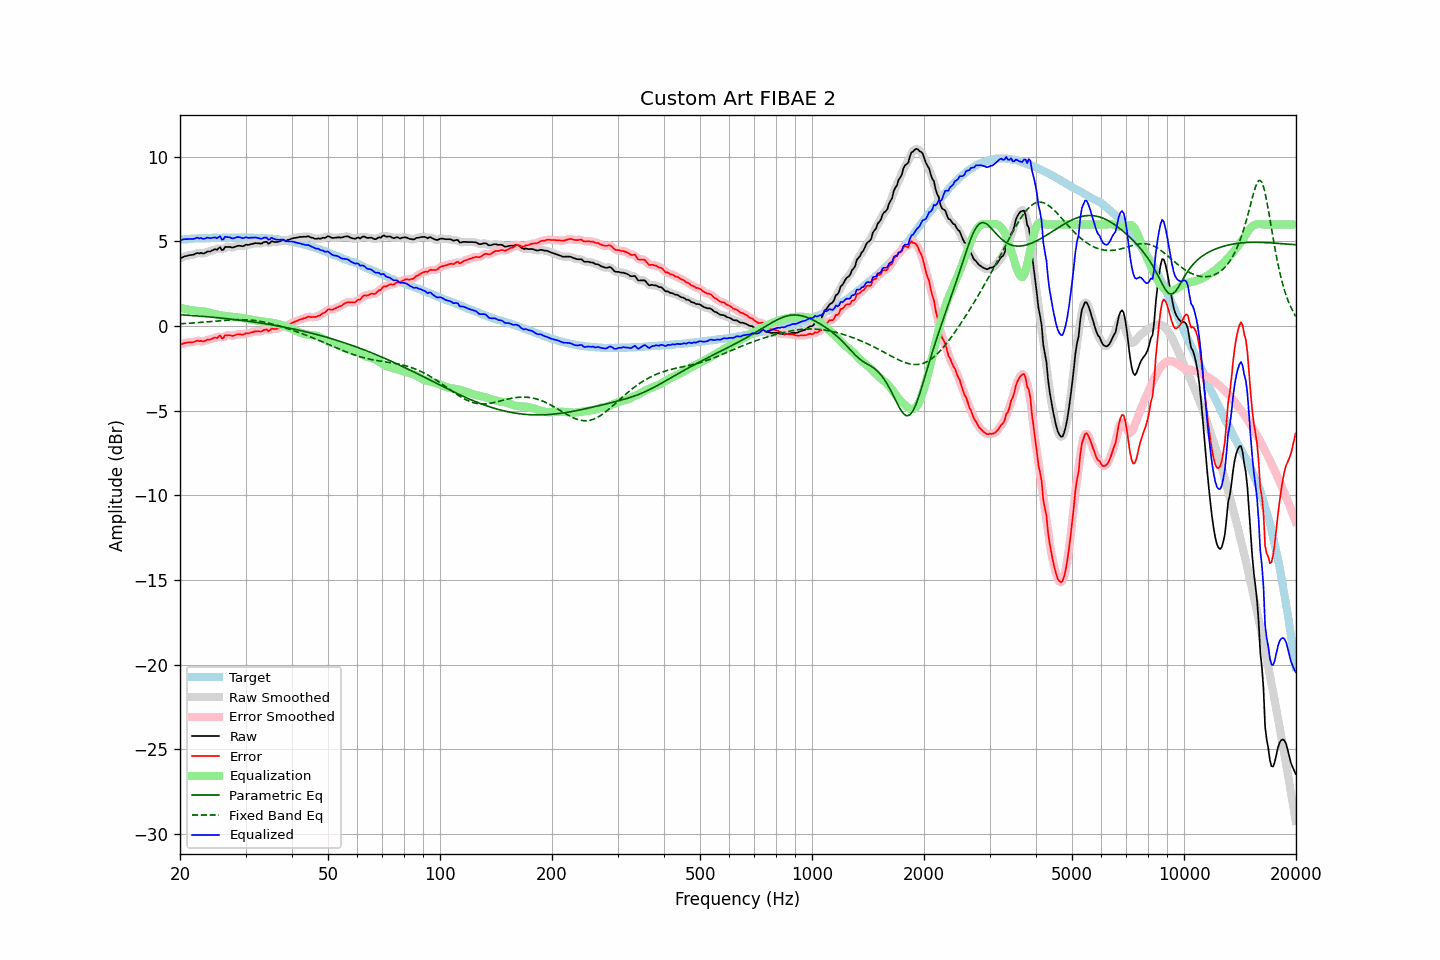 Custom Art FIBAE 2
Amplitude (dBr)
10
5
0
−5
−10
−15
−20
−25
−30
Target
Raw Smoothed
Error Smoothed
Raw
Error
Equalization
Parametric Eq
Fixed Band Eq
Equalized
20 50 100 200 500 1000 2000 5000 10000 20000
Frequency (Hz)